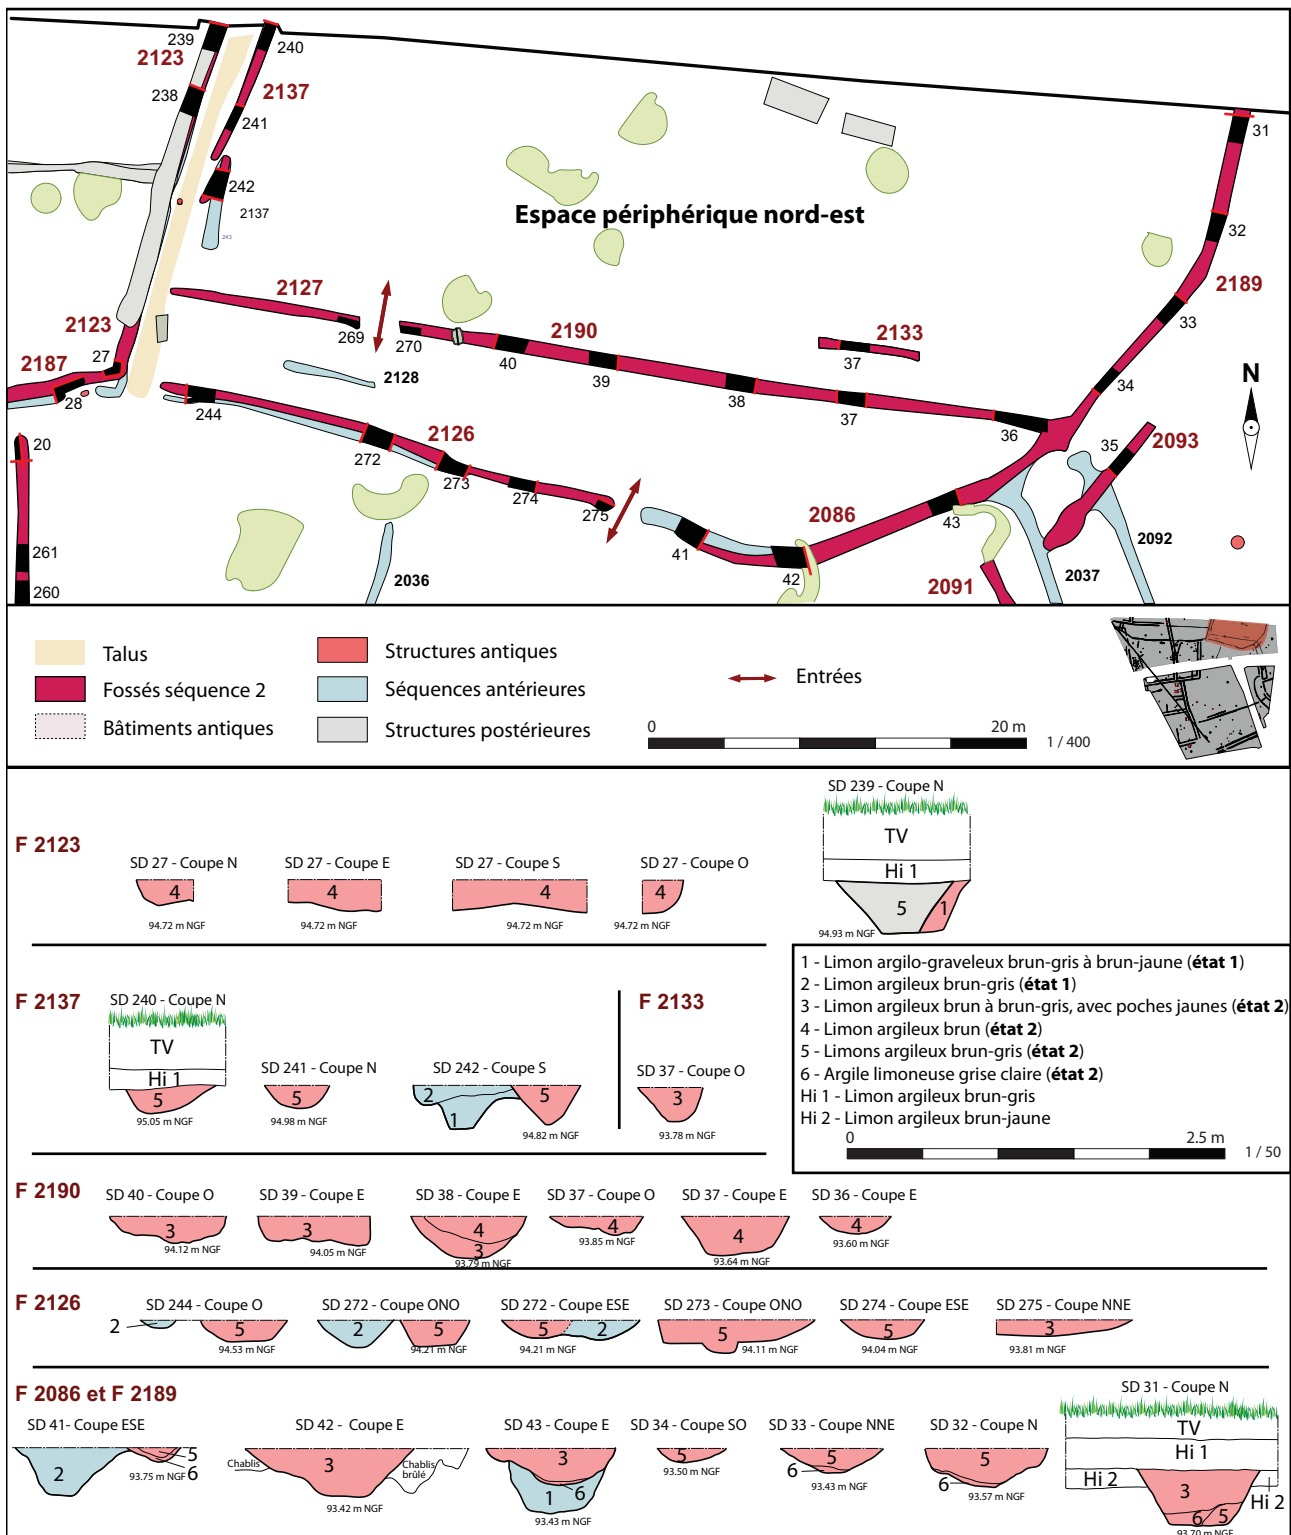 239
2123
240
238
2137
241
31
242
2137
243
Espace périphérique nord-est
32
2127
2189
2123
269
270
2190
2133
33
2187
27
40
37
N
2128
39
28
38
34
244
37
2126
36
20
35
2093
272
273
274
2086
275
43
261
41
2092
42
2037
260
2036
2091
Talus
Structures antiques
Entrées
Fossés séquence 2
Séquences antérieures
Bâtiments antiques
Structures postérieures
0 20 m
1 / 400
SD 239 - Coupe N
TV
Hi 1
5 1
94.93 m NGF
F 2123
SD 27 - Coupe N SD 27 - Coupe E SD 27 - Coupe S SD 27 - Coupe O
4 4 4 4
94.72 m NGF 94.72 m NGF 94.72 m NGF 94.72 m NGF
1 - Limon argilo-graveleux brun-gris à brun-jaune (état 1)
2 - Limon argileux brun-gris (état 1)
3 - Limon argileux brun à brun-gris, avec poches jaunes (état 2)
4 - Limon argileux brun (état 2)
5 - Limons argileux brun-gris (état 2)
6 - Argile limoneuse grise claire (état 2)
Hi 1 - Limon argileux brun-gris
Hi 2 - Limon argileux brun-jaune
0 2.5 m
1 / 50
F 2137
SD 240 - Coupe N
TV
Hi 1
5
95.05 m NGF
SD 241 - Coupe N
5
94.98 m NGF
SD 242 - Coupe S
2 5
1
94.82 m NGF
F 2133
SD 37 - Coupe O
3
93.78 m NGF
F 2190
SD 40 - Coupe O SD 39 - Coupe E SD 38 - Coupe E SD 37 - Coupe O SD 37 - Coupe E SD 36 - Coupe E
3 3 4 4 4 4
3
94.12 m NGF 94.05 m NGF 93.79 m NGF 93.85 m NGF 93.64 m NGF 93.60 m NGF
F 2126
SD 244 - Coupe O SD 272 - Coupe ONO SD 272 - Coupe ESE SD 273 - Coupe ONO SD 274 - Coupe ESE SD 275 - Coupe NNE
2 5 2 5 5 2 5 5 3
94.53 m NGF 94.21 m NGF 94.21 m NGF 94.11 m NGF 94.04 m NGF 93.81 m NGF
F 2086 et F 2189
SD 41- Coupe ESE
2
5
6
93.75 m NGF
SD 42 - Coupe E
Chablis
3
Chablis
brûlé
93.42 m NGF
SD 43 - Coupe E
3
6
1
93.43 m NGF
SD 34 - Coupe SO
5
93.50 m NGF
SD 33 - Coupe NNE
5
6
93.43 m NGF
SD 32 - Coupe N
5
6
93.57 m NGF
SD 31 - Coupe N
TV
Hi 1
Hi 2
3
6 5
Hi 2
93.70 m NGF